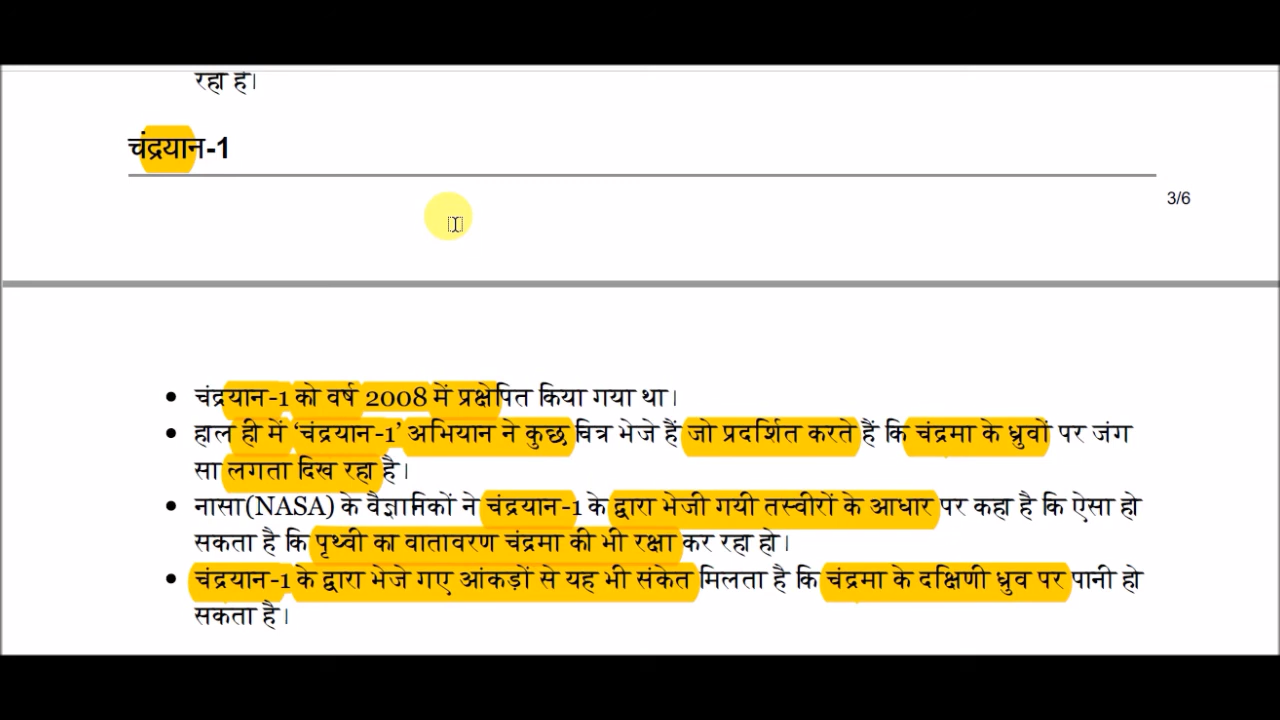 रहा है।
चंद्रयान-1
3/6
• चंद्रयान-1 को वर्ष 2008 में प्रक्षेपित किया गया था।
• हाल ही में ‘चंद्रयान-1’ अभियान ने कुछ चित्र भेजे हैं जो प्रदर्शित करते हैं कि चंद्रमा के ध्रुवों पर जंग
सा लगता दिख रहा है।
• नासा(NASA) के वैज्ञानिकों ने चंद्रयान-1 के द्वारा भेजी गयी तस्वीरों के आधार पर कहा है कि ऐसा हो
सकता है कि पृथ्वी का वातावरण चंद्रमा की भी रक्षा कर रहा हो।
• चंद्रयान-1 के द्वारा भेजे गए आंकड़ों से यह भी संकेत मिलता है कि चंद्रमा के दक्षिणी ध्रुव पर पानी हो
सकता है।